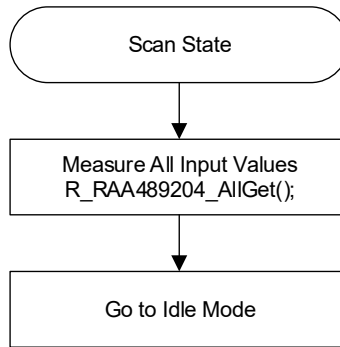 Scan State
Measure All Input Values
R_RAA489204_AllGet();
Go to Idle Mode